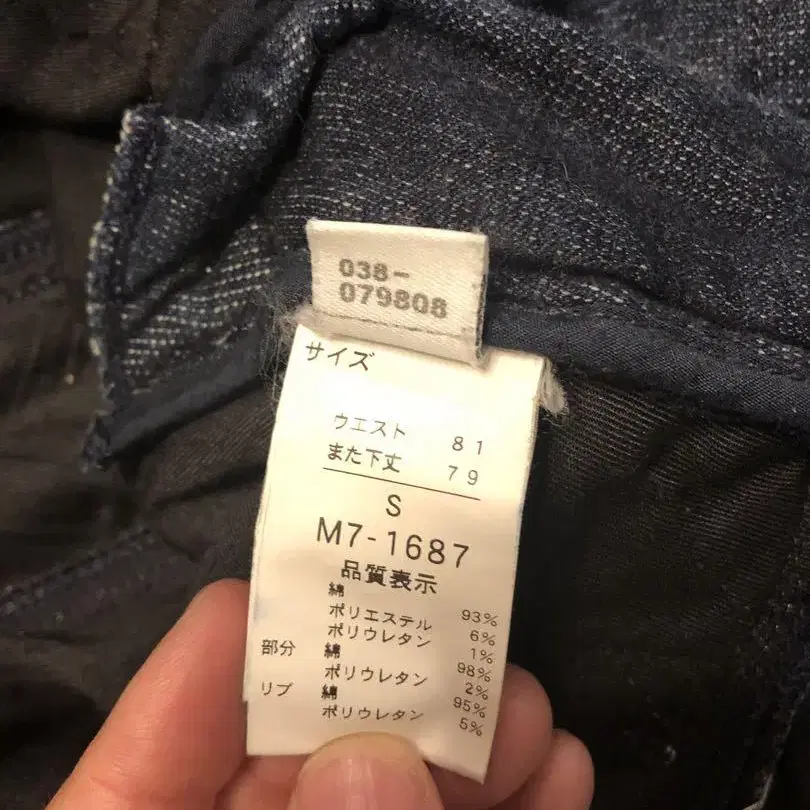 038-
079808
サイズ
ウエスト 81
また下丈 79
S
M7-1687
品質表示
綿 93%
ポリエステル 6%
ポリウレタン 1%
部分 綿 98%
ポリウレタン 2%
リブ 綿 95%
ポリウレタン 5%